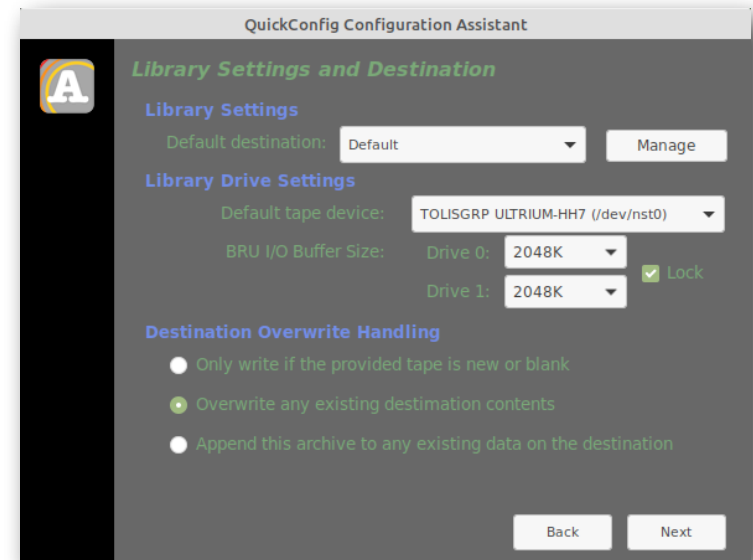 QuickConfig Configuration Assistant
A
Library Settings and Destination
Library Settings
Default destination: Default Manage
Library Drive Settings
Default tape device: TOLISGRP ULTRIUM-HH7 (/dev/nst0)
BRU I/O Buffer Size: Drive 0: 2048K
Lock
Drive 1: 2048K
Destination Overwrite Handling
Only write if the provided tape is new or blank
Overwrite any existing destimation contents
Append this archive to any existing data on the destination
Back Next